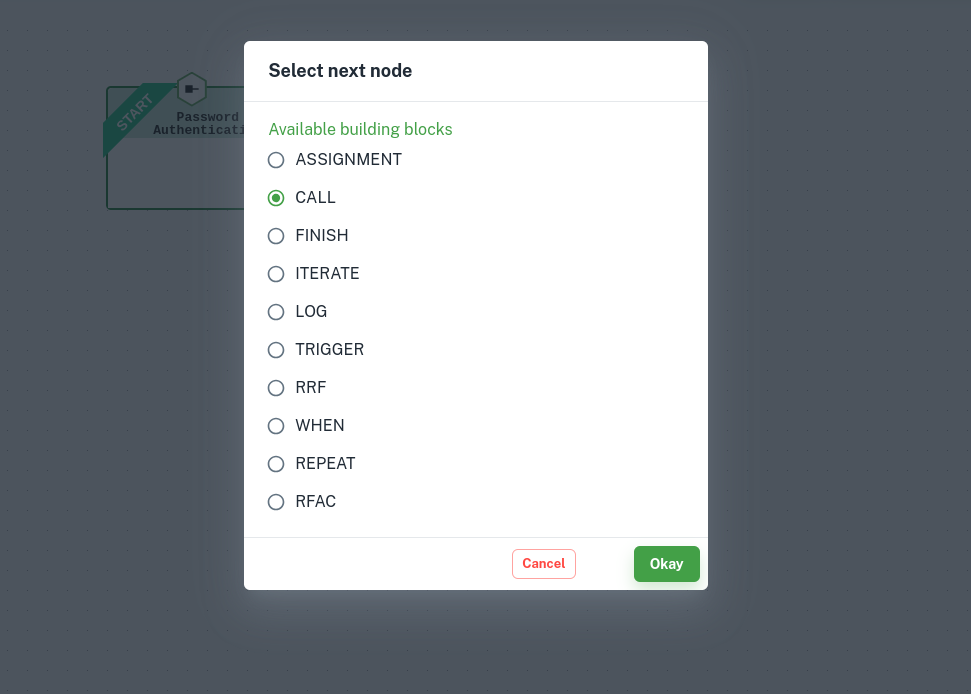 Select next node
START
Password
Authenticati
Available building blocks
ASSIGNMENT
CALL
FINISH
ITERATE
LOG
TRIGGER
RRF
WHEN
REPEAT
RFAC
Cancel
Okay